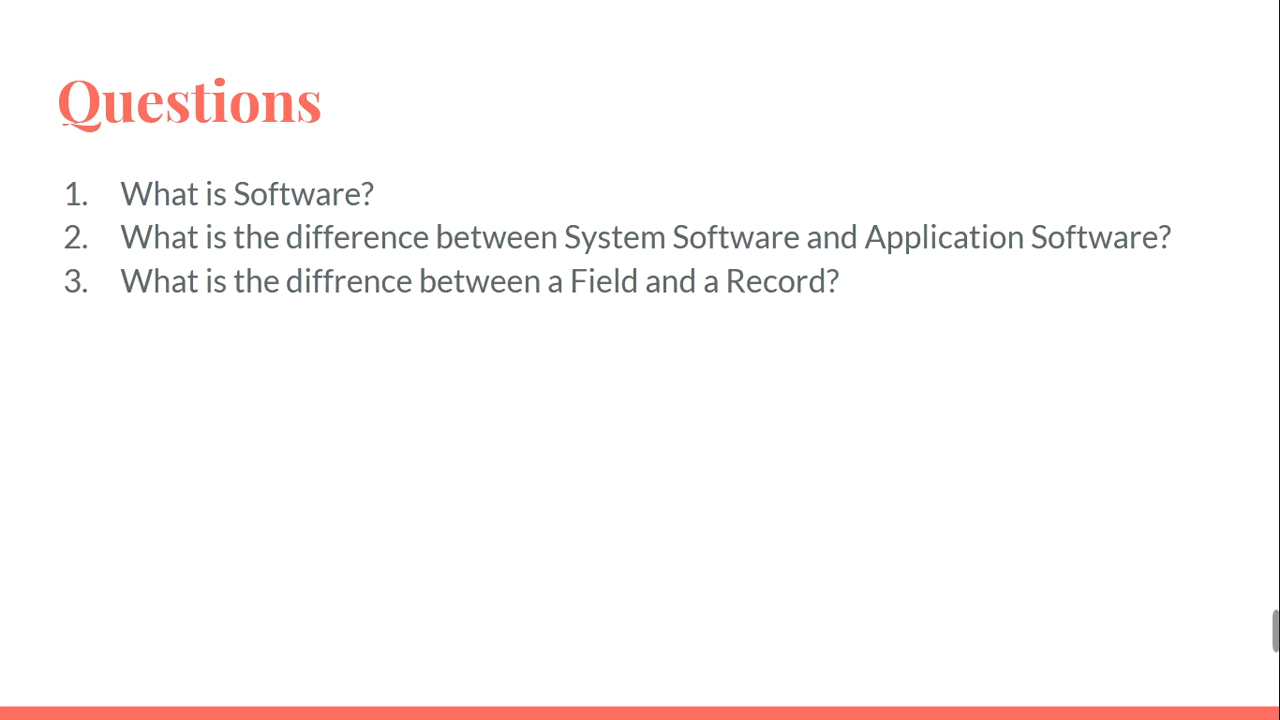 Questions
1. What is Software?
2. What is the difference between System Software and Application Software?
3. What is the diffrence between a Field and a Record?